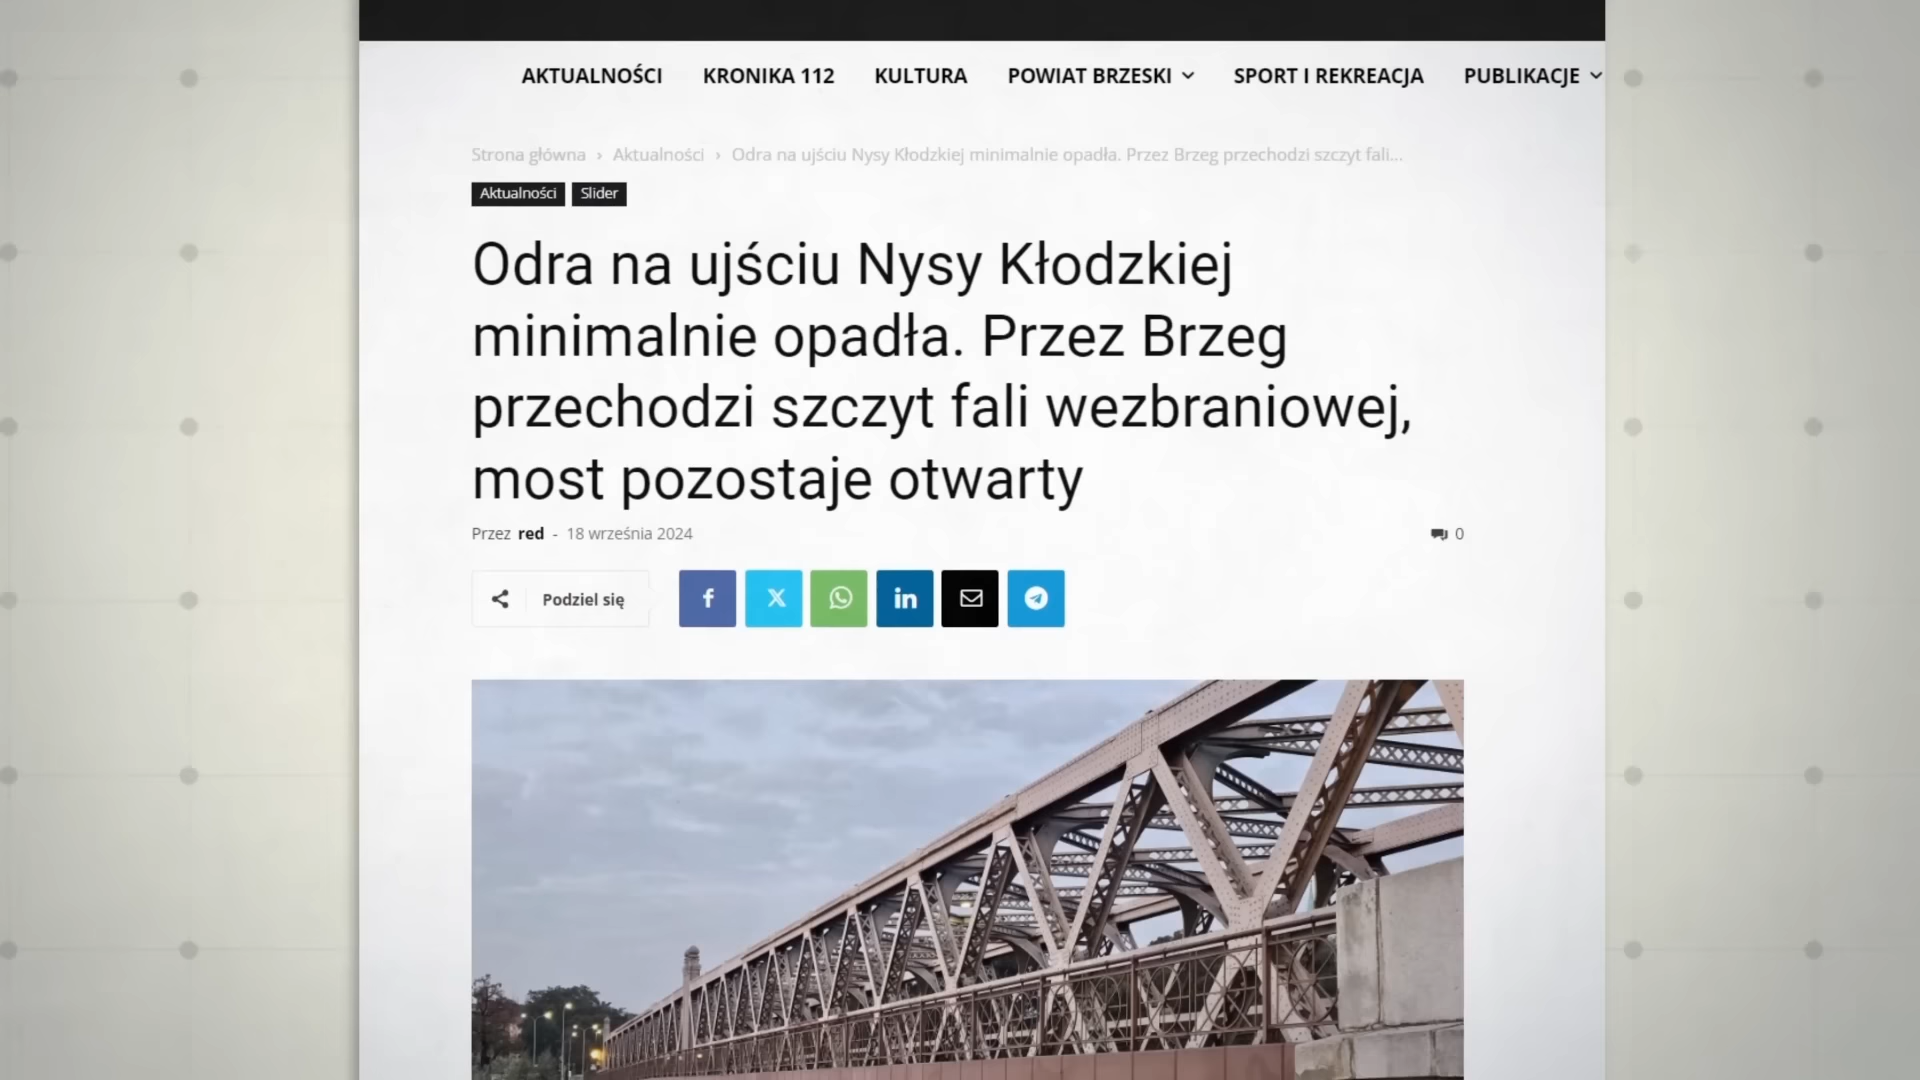 AKTUALNOŚCI KRONIKA 112 KULTURA POWIAT BRZESKI SPORT I REKREACJA PUBLIKACJE
Strona główna › Aktualności › Odra na ujściu Nysy Kłodzkiej minimalnie opadła. Przez Brzeg przechodzi szczyt fali...
Aktualności Slider
Odra na ujściu Nysy Kłodzkiej
minimalnie opadła. Przez Brzeg
przechodzi szczyt fali wezbraniowej,
most pozostaje otwarty
Przez red - 18 września 2024 0
Podziel się